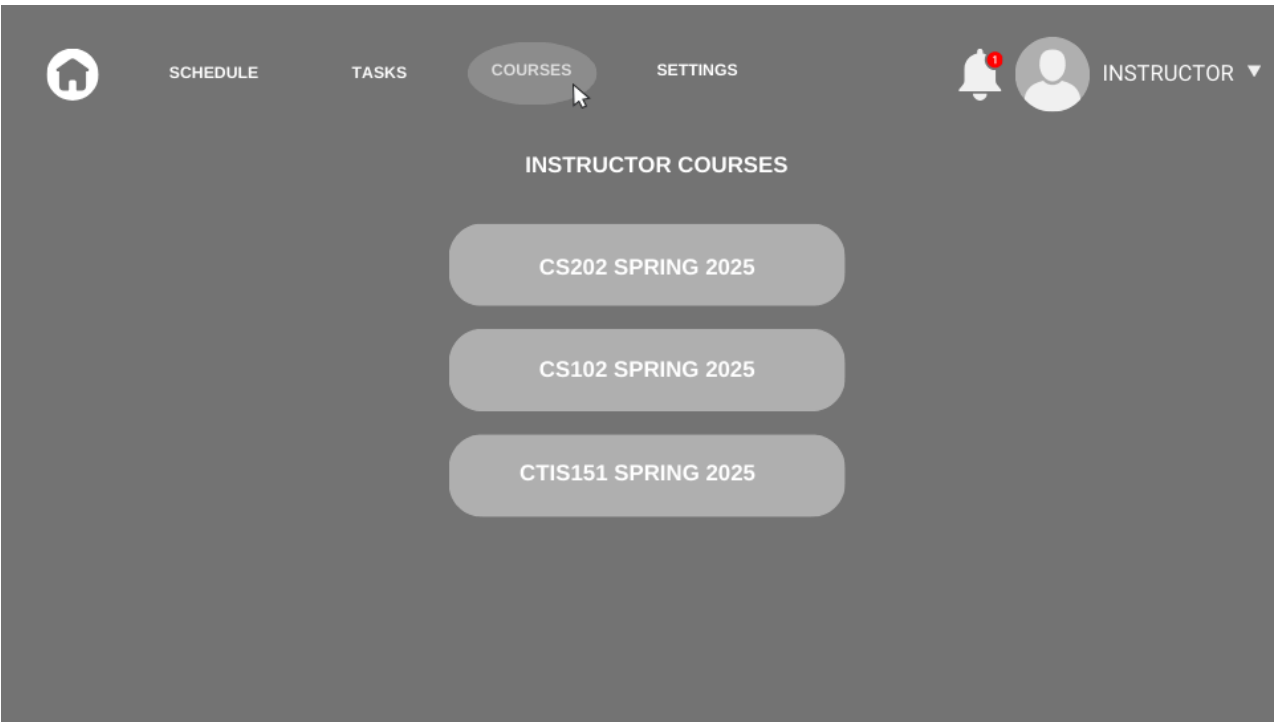 SCHEDULE TASKS COURSES SETTINGS 1 INSTRUCTOR ▼
INSTRUCTOR COURSES
CS202 SPRING 2025
CS102 SPRING 2025
CTIS151 SPRING 2025